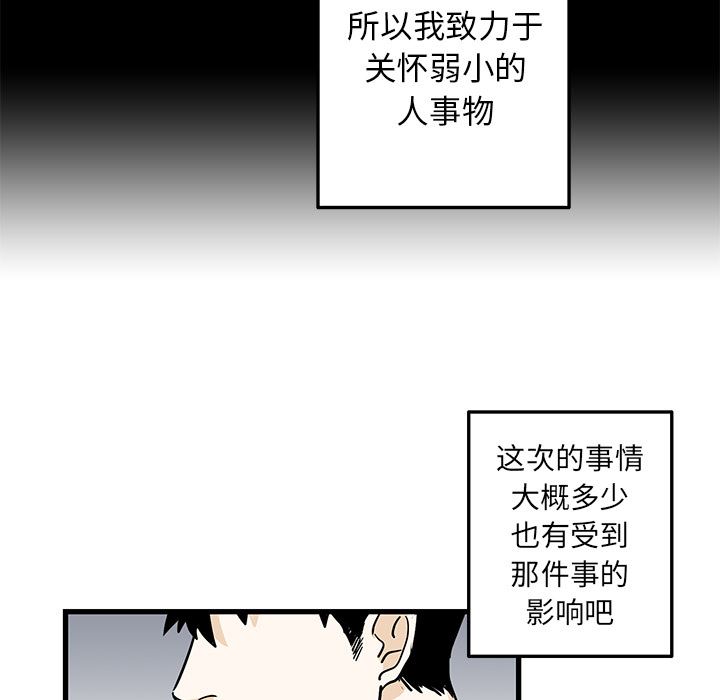 所以我致力于
关怀弱小的
人事物
这次的事情
大概多少
也有受到
那件事的
影响吧